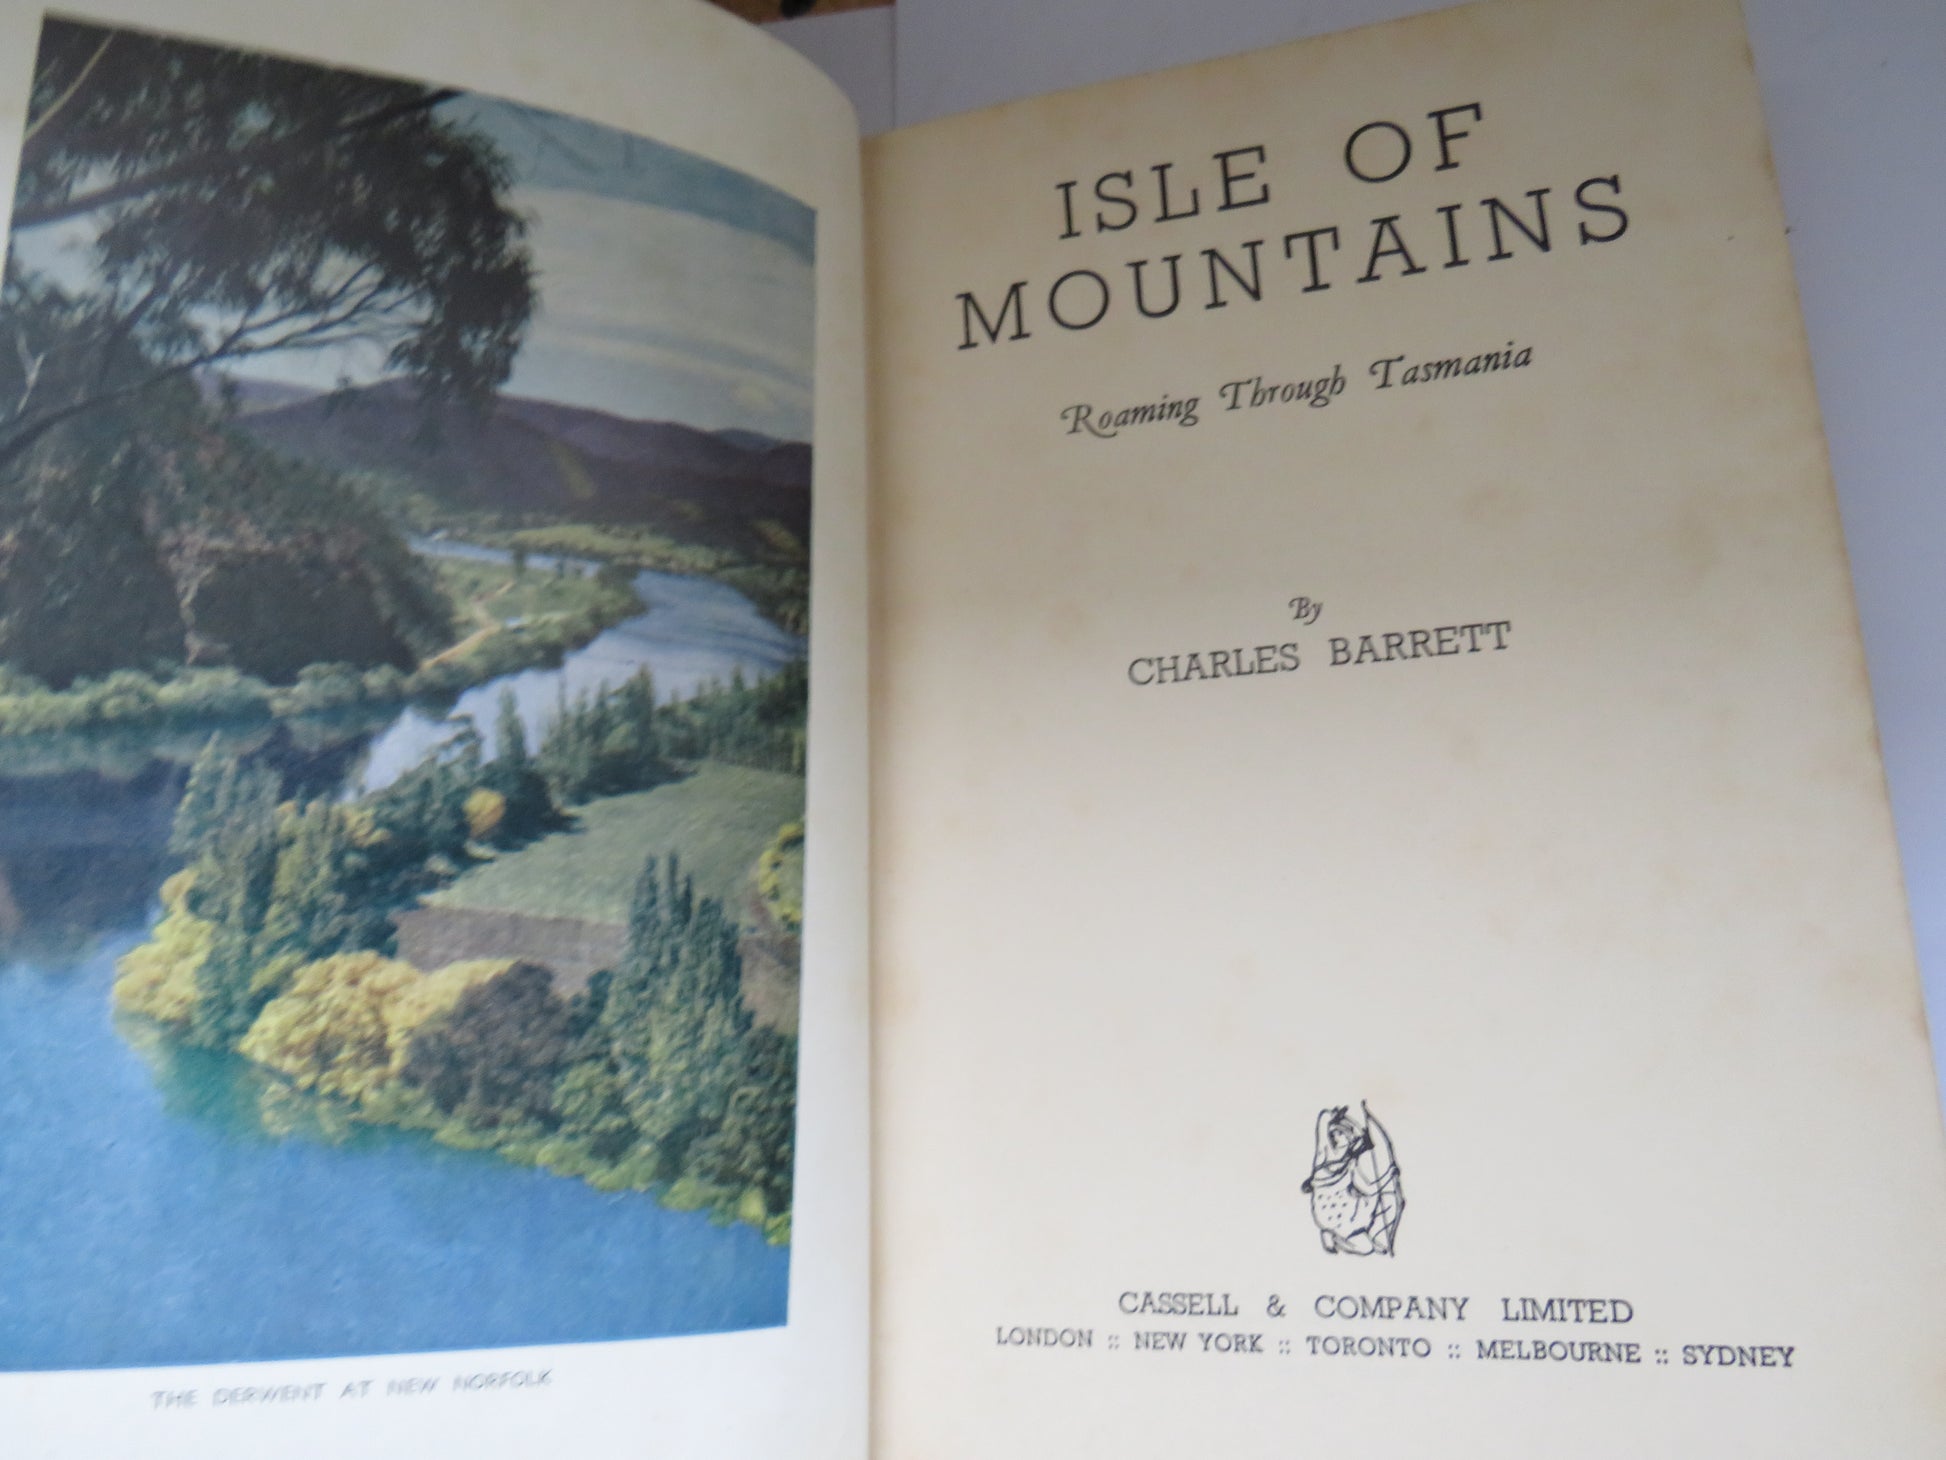 THE DERWENT AT NEW NORFOLK
ISLE OF
MOUNTAINS
Roaming Through Tasmania
By
CHARLES BARRETT
CASSELL & COMPANY LIMITED
LONDON :: NEW YORK :: TORONTO :: MELBOURNE :: SYDNEY